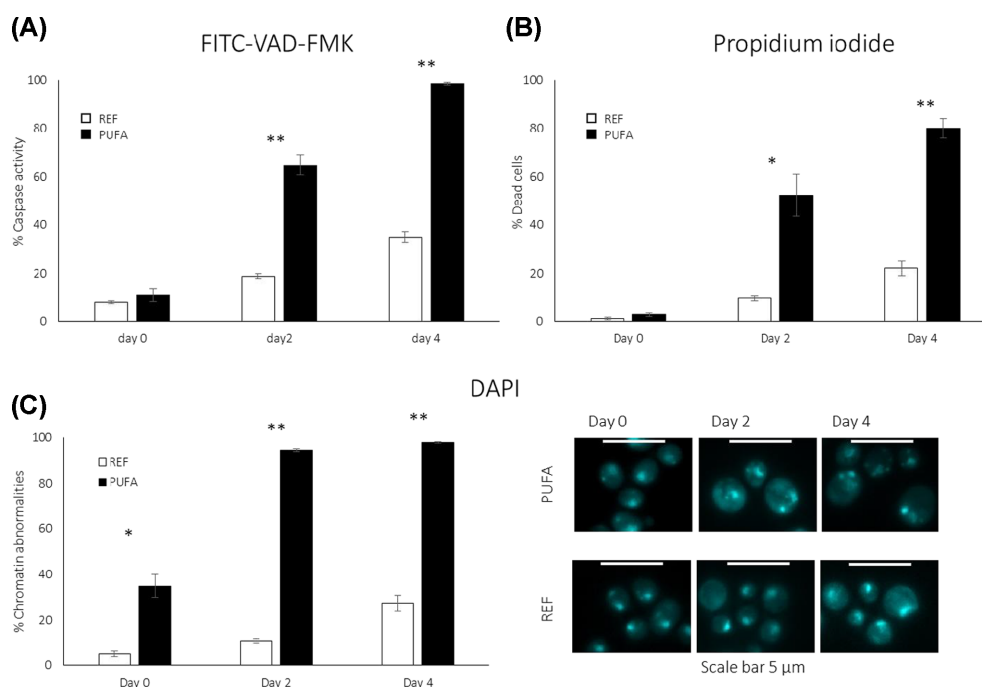 (A)
FITC-VAD-FMK
**
100
REF
PUFA
80
**
60
40
20
0
% Caspase activity
day 0
day2
day 4
(B)
Propidium iodide
100
REF
PUFA
**
80
*
60
40
20
0
% Dead cells
Day 0
Day 2
Day 4
DAPI
(C)
**
**
100
REF
PUFA
80
*
60
40
20
0
% Chromatin abnormalities
Day 0
Day 2
Day 4
Day 0
Day 2
Day 4
PUFA
REF
Scale bar 5 µm